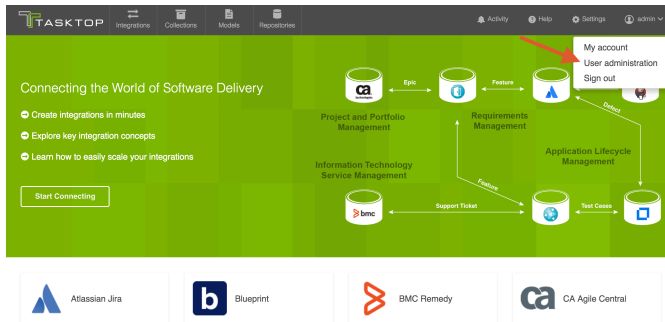 TASKTOP
Integrations
Collections
Models
Repositories
Activity
Help
Settings
admin
My account
User administration
Sign out
Connecting the World of Software Delivery
Create integrations in minutes
Explore key integration concepts
Learn how to easily scale your integrations
Start Connecting
ca
technologies
Epic
Feature
Defect
Project and Portfolio
Management
Requirements
Management
Application Lifecycle
Management
Information Technology
Service Management
Feature
bmc
Support Ticket
Test Cases
Atlassian Jira
b
Blueprint
BMC Remedy
ca
CA Agile Central